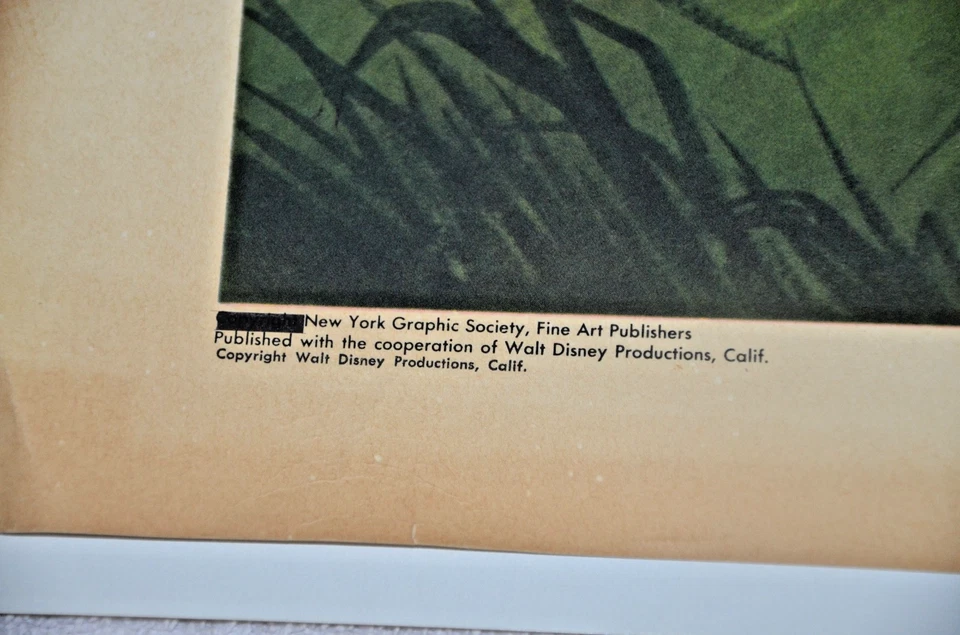 New York Graphic Society, Fine Art Publishers
Published with the cooperation of Walt Disney Productions, Calif.
Copyright Walt Disney Productions, Calif.